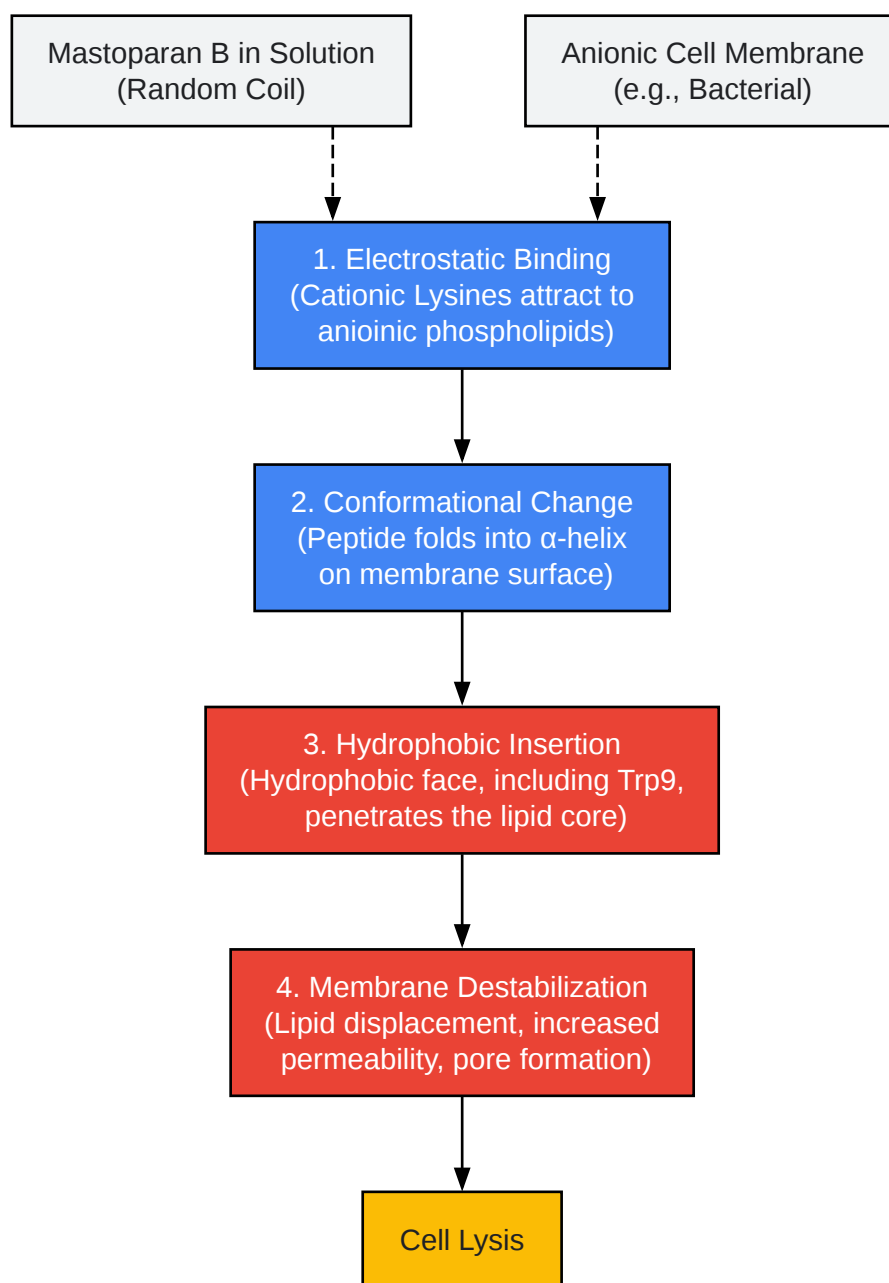 Mastoparan B in Solution
(Random Coil)
Anionic Cell Membrane
(e.g., Bacterial)
1. Electrostatic Binding
(Cationic Lysines attract to
anioinic phospholipids)
2. Conformational Change
(Peptide folds into α-helix
on membrane surface)
3. Hydrophobic Insertion
(Hydrophobic face, including Trp9,
penetrates the lipid core)
4. Membrane Destabilization
(Lipid displacement, increased
permeability, pore formation)
Cell Lysis